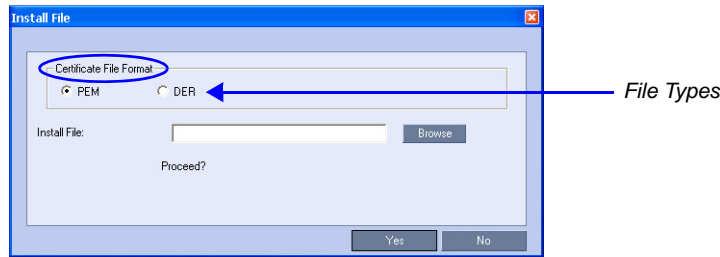 Install File
Certificate File Format
PEM DER
File Types
Install File: Browse
Proceed?
Yes No